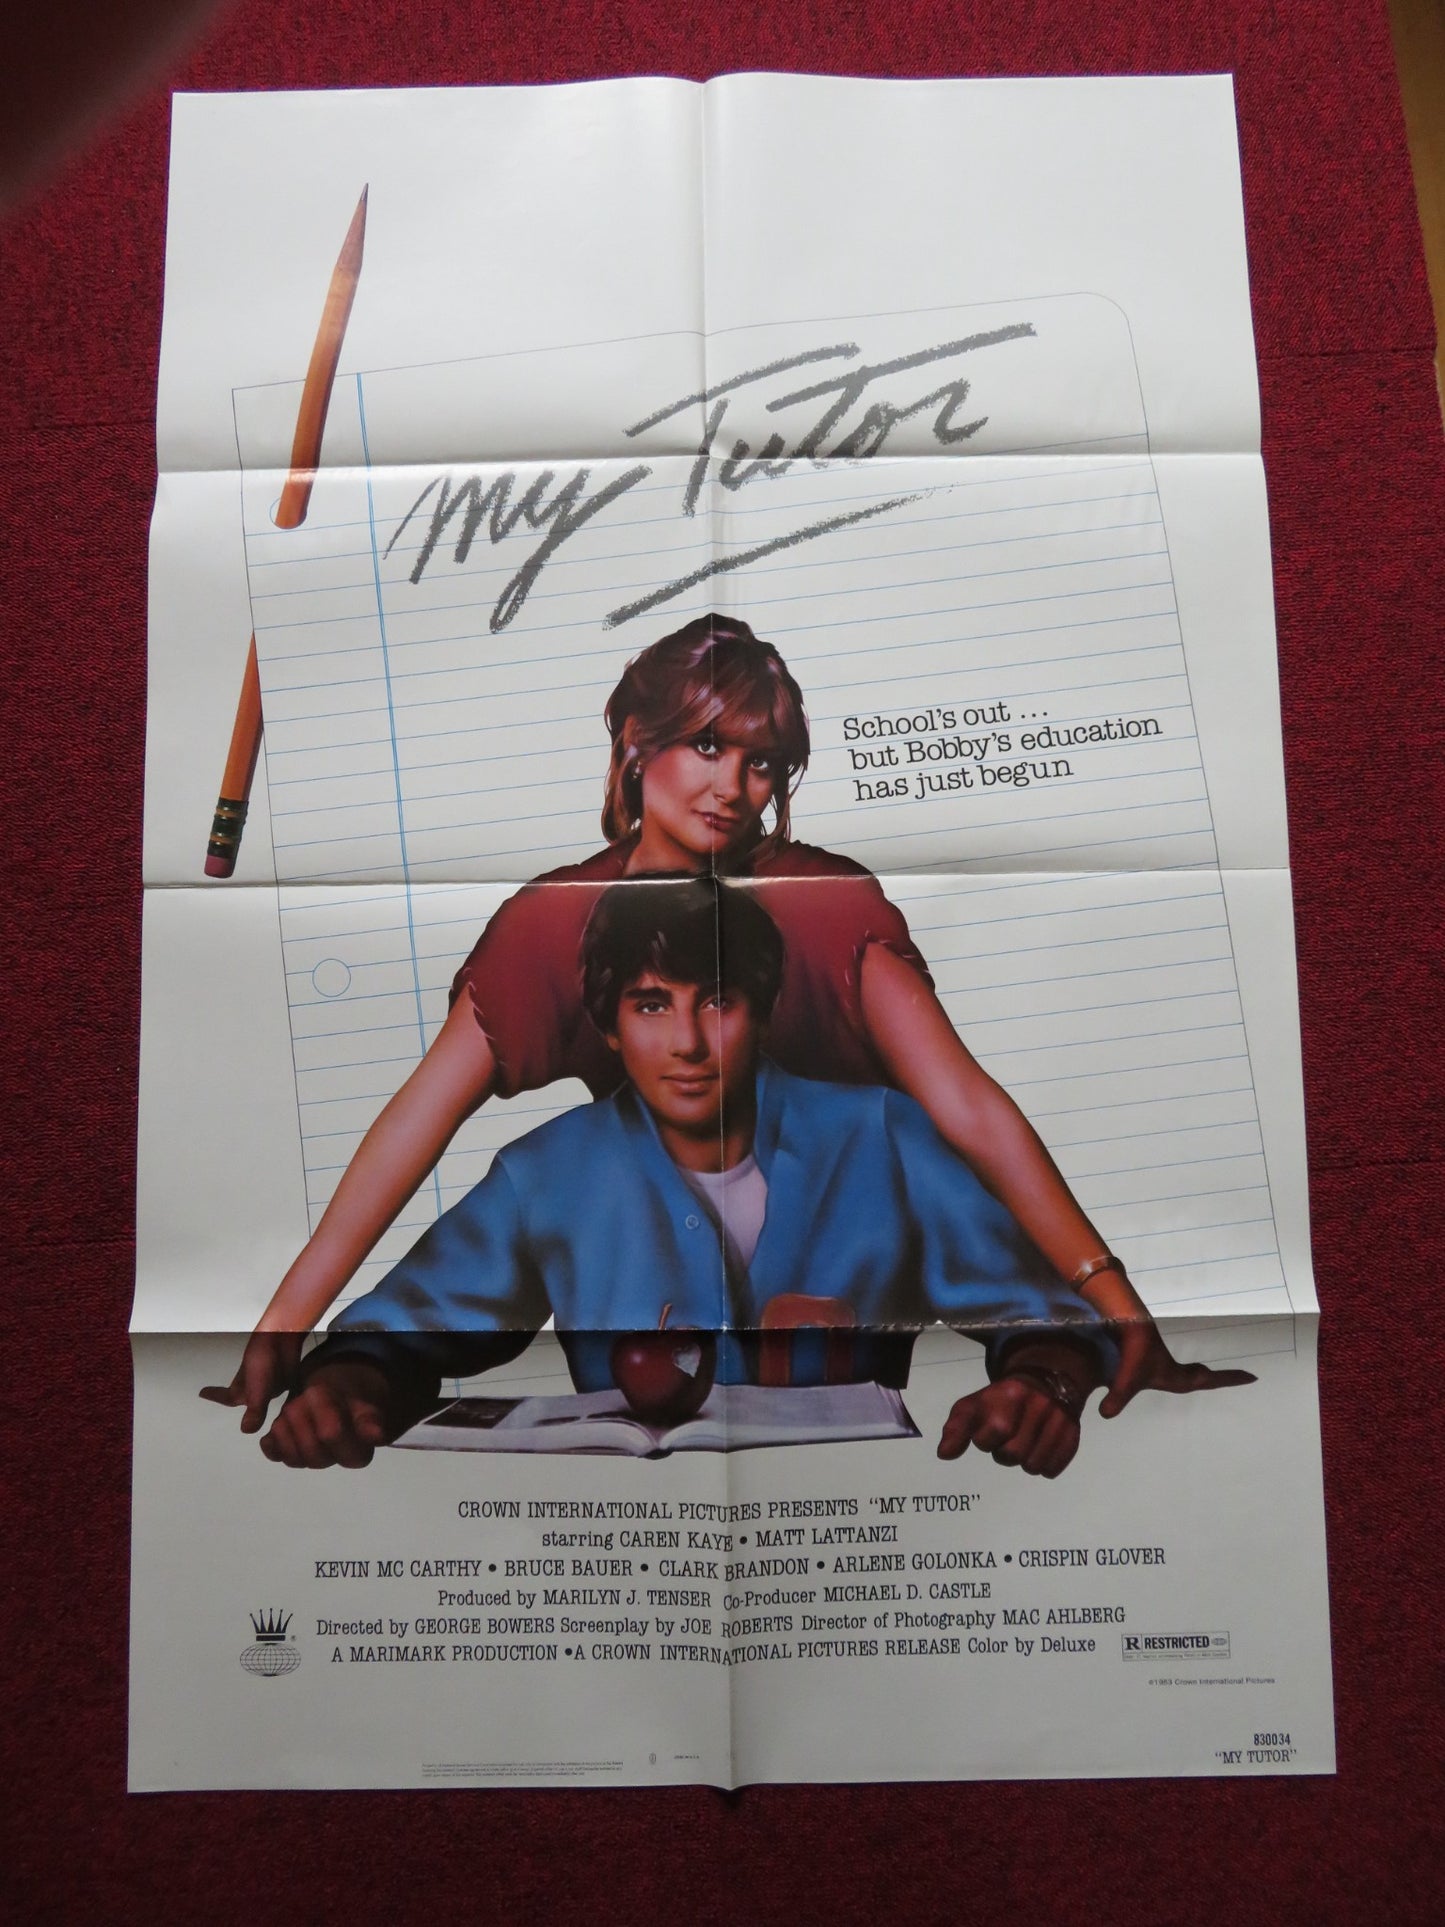 My Tutor
School's out ...
but Bobby's education
has just begun
CROWN INTERNATIONAL PICTURES PRESENTS "MY TUTOR"
starring CAREN KAYE • MATT LATTANZI
KEVIN MC CARTHY • BRUCE BAUER • CLARK BRANDON • ARLENE GOLONKA • CRISPIN GLOVER
Produced by MARILYN J. TENSER Co-Producer MICHAEL D. CASTLE
Directed by GEORGE BOWERS Screenplay by JOE ROBERTS Director of Photography MAC AHLBERG
A MARIMARK PRODUCTION • A CROWN INTERNATIONAL PICTURES RELEASE Color by Deluxe
R RESTRICTED
©1983 Crown International Pictures
830034
"MY TUTOR"